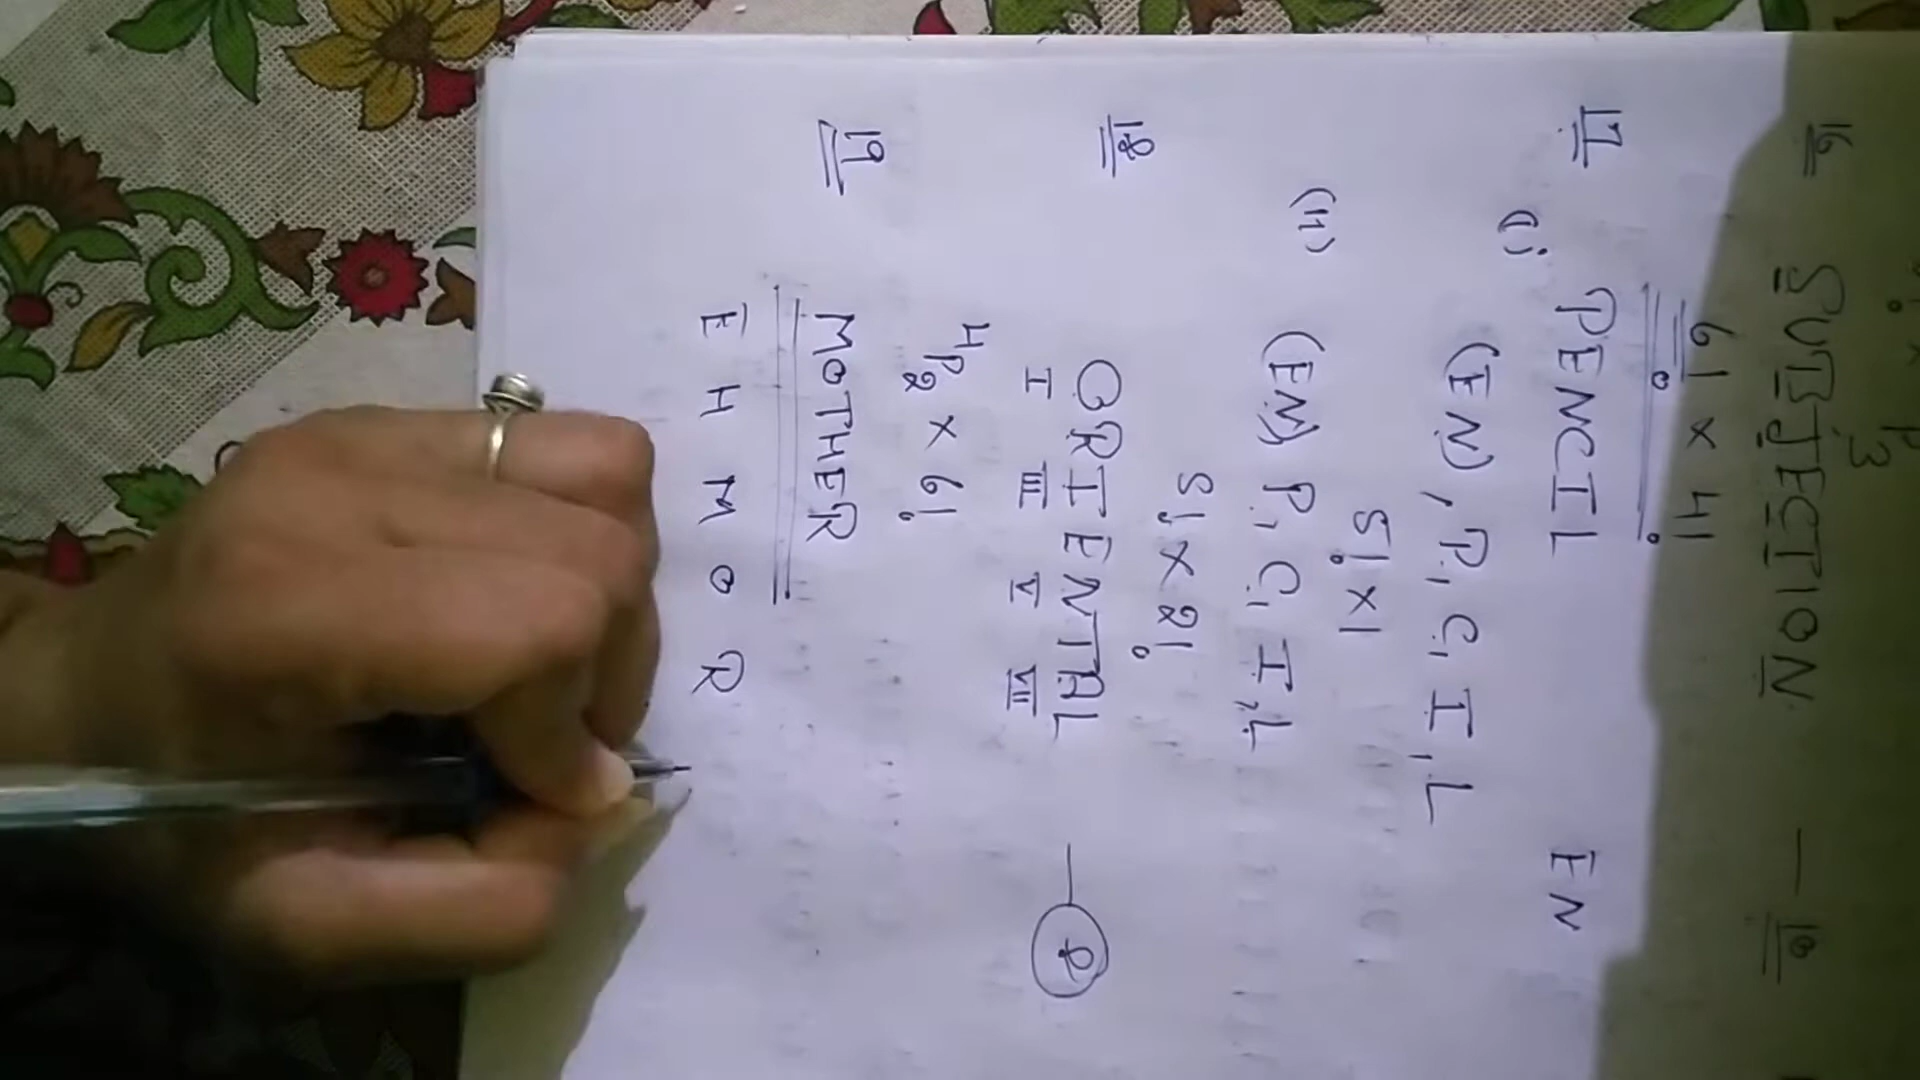 16 SUBJECTION — 10
6! × 4!
17 (i) PENCIL EN
(EN), P, C, I, L
5! × 1
(ii) (EN) P, C, I, L
5! × 2!
18 ORIENTAL — 8
I III V VII
⁴P₂ × 6!
19 MOTHER
E H M O R